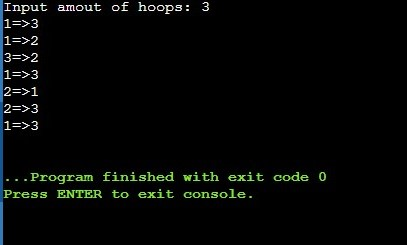 Input amout of hoops: 3
1=>3
1=>2
3=>2
1=>3
2=>1
2=>3
1=>3
...Program finished with exit code 0
Press ENTER to exit console.